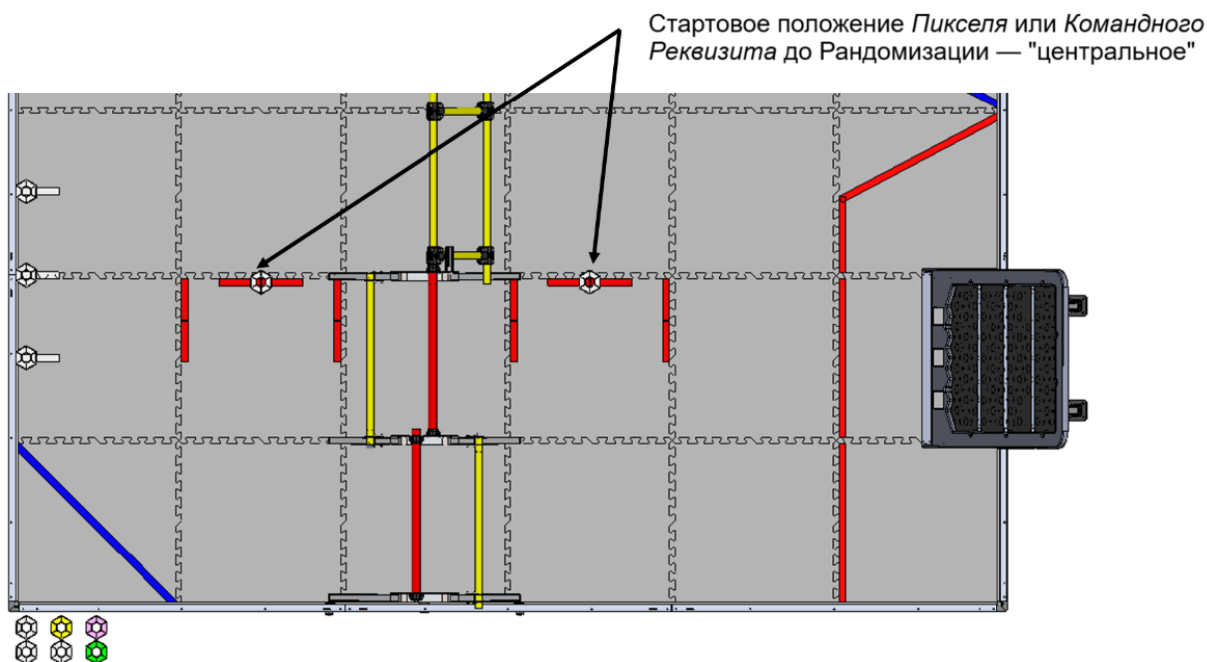 Стартовое положение Пикселя или Командного
Реквизита до Рандомизации — "центральное"